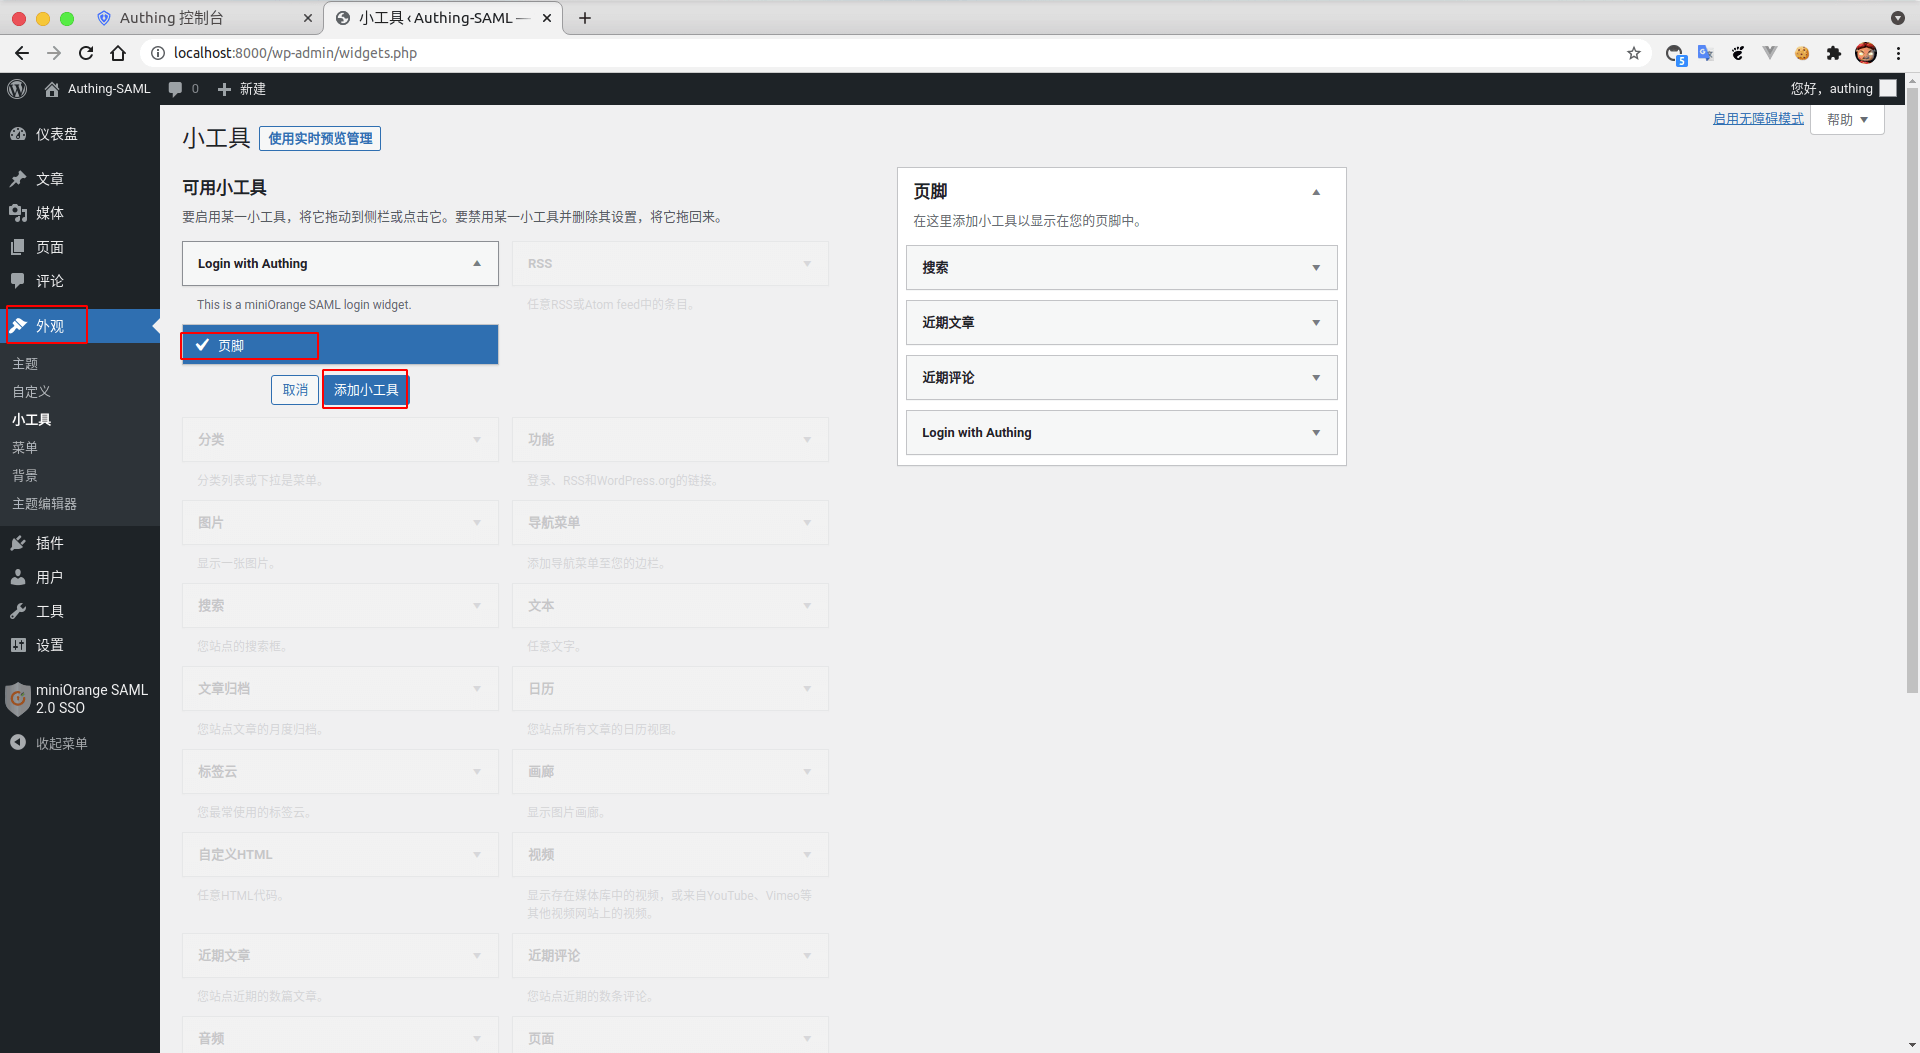 Authing 控制台
小工具 ‹ Authing-SAML —
localhost:8000/wp-admin/widgets.php
5
Authing-SAML
0
新建
您好，authing
仪表盘
文章
媒体
页面
评论
外观
主题
自定义
小工具
菜单
背景
主题编辑器
插件
用户
工具
设置
miniOrange SAML
2.0 SSO
收起菜单
启用无障碍模式
帮助
小工具
使用实时预览管理
可用小工具
要启用某一小工具，将它拖动到侧栏或点击它。要禁用某一小工具并删除其设置，将它拖回来。
Login with Authing
This is a miniOrange SAML login widget.
页脚
取消
添加小工具
RSS
任意RSS或Atom feed中的条目。
分类
分类列表或下拉是菜单。
功能
登录、RSS和WordPress.org的链接。
图片
显示一张图片。
导航菜单
添加导航菜单至您的边栏。
搜索
您站点的搜索框。
文本
任意文字。
文章归档
您站点文章的月度归档。
日历
您站点所有文章的日历视图。
标签云
您最常使用的标签云。
画廊
显示图片画廊。
自定义HTML
任意HTML代码。
视频
显示存在媒体库中的视频，或来自YouTube、Vimeo等
其他视频网站上的视频。
近期文章
您站点近期的数篇文章。
近期评论
您站点近期的数条评论。
音频
页面
页脚
在这里添加小工具以显示在您的页脚中。
搜索
近期文章
近期评论
Login with Authing